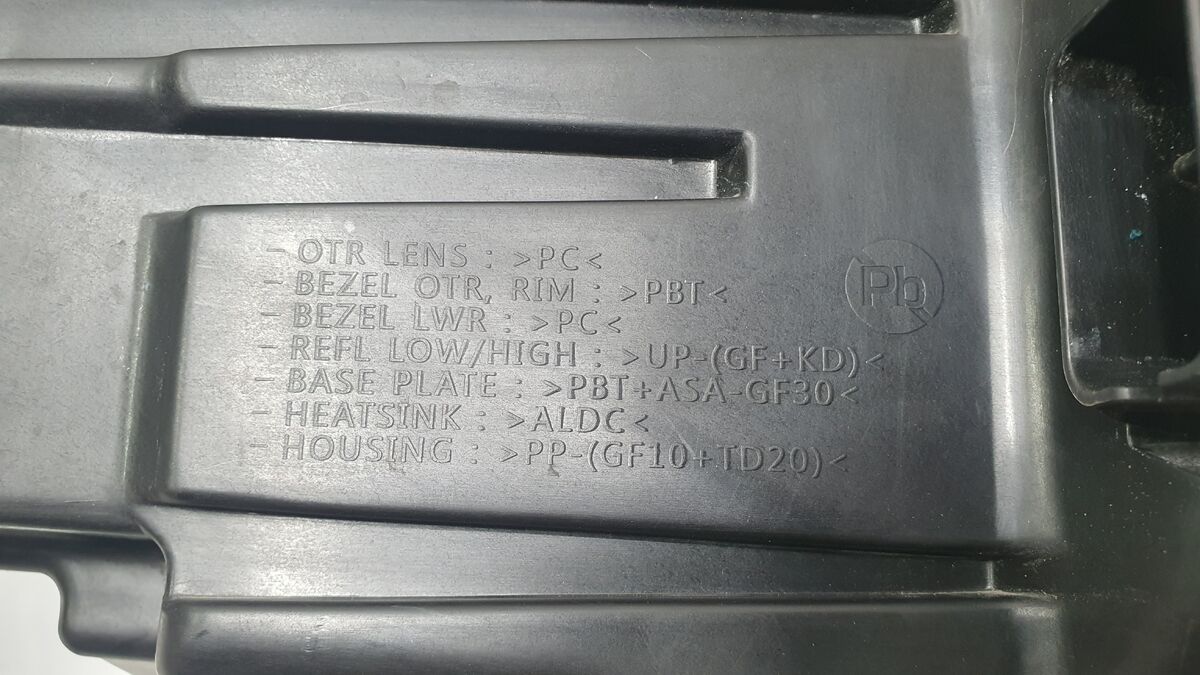 - OTR LENS : >PC<
- BEZEL OTR, RIM : >PBT<
- BEZEL LWR : >PC<
- REFL LOW/HIGH : >UP-(GF+KD)<
- BASE PLATE : >PBT+ASA-GF30<
- HEATSINK : >ALDC<
- HOUSING : >PP-(GF10+TD20)<
Pb